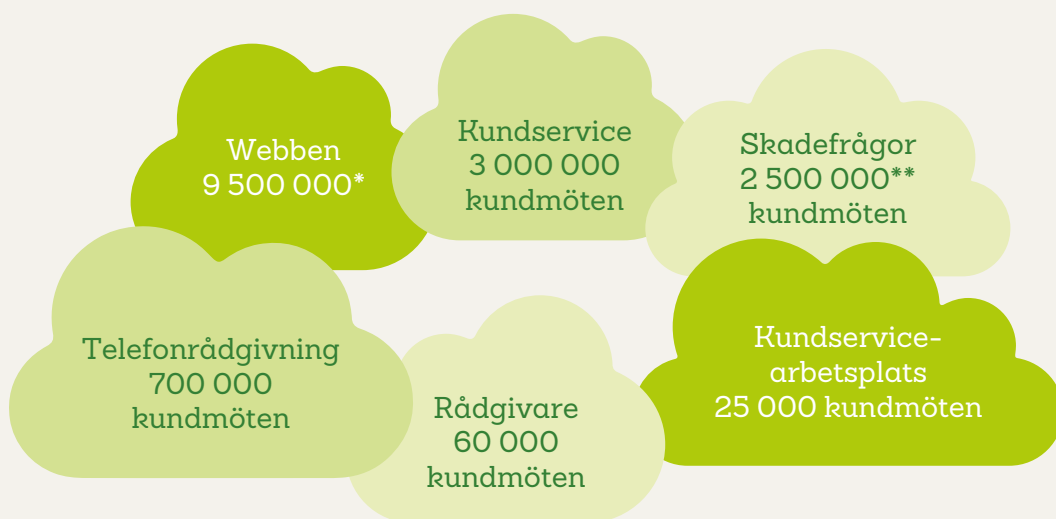 Webben
9 500 000*
Kundservice
3 000 000
kundmöten
Skadefrågor
2 500 000**
kundmöten
Telefonrådgivning
700 000
kundmöten
Rådgivare
60 000
kundmöten
Kundservice-
arbetsplats
25 000 kundmöten